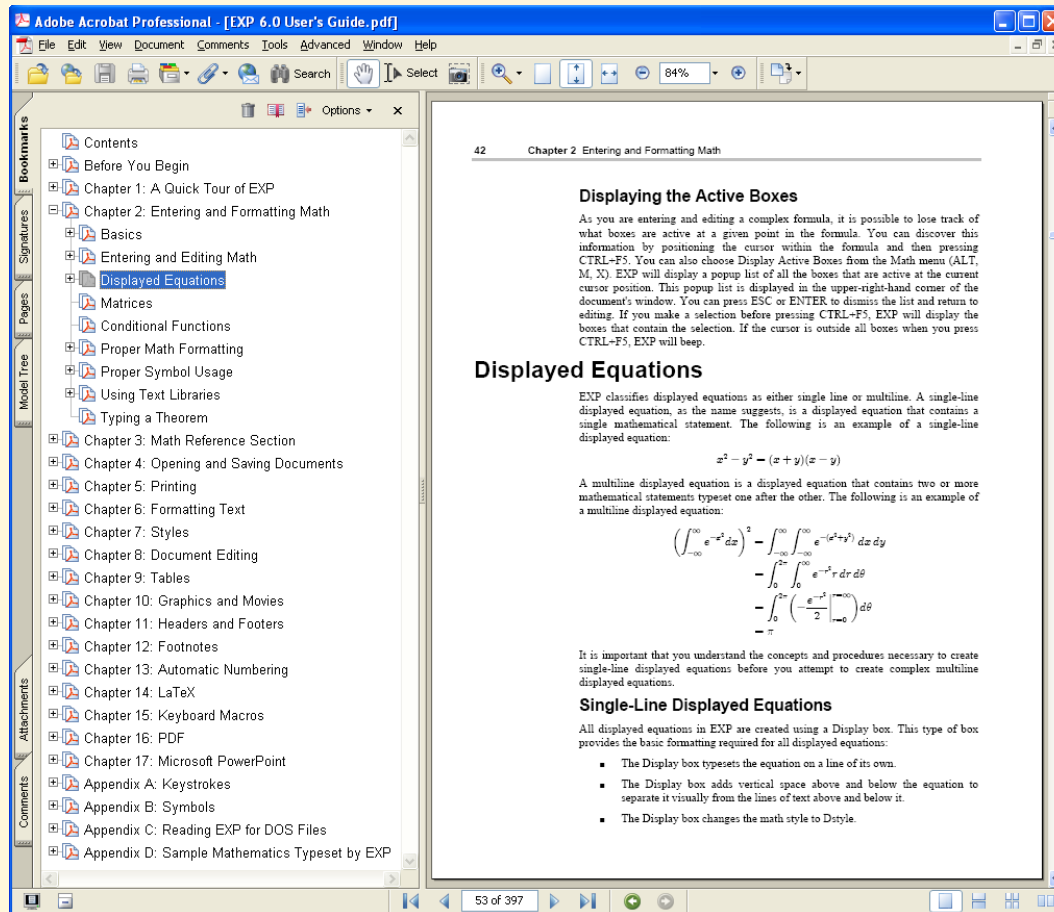 Adobe Acrobat Professional - [EXP 6.0 User's Guide.pdf]
File Edit View Document Comments Tools Advanced Window Help
Search Select 84%
Bookmarks
Signatures
Pages
Model Tree
Attachments
Comments
Options
Contents
Before You Begin
Chapter 1: A Quick Tour of EXP
Chapter 2: Entering and Formatting Math
Basics
Entering and Editing Math
Displayed Equations
Matrices
Conditional Functions
Proper Math Formatting
Proper Symbol Usage
Using Text Libraries
Typing a Theorem
Chapter 3: Math Reference Section
Chapter 4: Opening and Saving Documents
Chapter 5: Printing
Chapter 6: Formatting Text
Chapter 7: Styles
Chapter 8: Document Editing
Chapter 9: Tables
Chapter 10: Graphics and Movies
Chapter 11: Headers and Footers
Chapter 12: Footnotes
Chapter 13: Automatic Numbering
Chapter 14: LaTeX
Chapter 15: Keyboard Macros
Chapter 16: PDF
Chapter 17: Microsoft PowerPoint
Appendix A: Keystrokes
Appendix B: Symbols
Appendix C: Reading EXP for DOS Files
Appendix D: Sample Mathematics Typeset by EXP
42 Chapter 2 Entering and Formatting Math
Displaying the Active Boxes
As you are entering and editing a complex formula, it is possible to lose track of
what boxes are active at a given point in the formula. You can discover this
information by positioning the cursor within the formula and then pressing
CTRL+F5. You can also choose Display Active Boxes from the Math menu (ALT,
M, X). EXP will display a popup list of all the boxes that are active at the current
cursor position. This popup list is displayed in the upper-right-hand corner of the
document's window. You can press ESC or ENTER to dismiss the list and return to
editing. If you make a selection before pressing CTRL+F5, EXP will display the
boxes that contain the selection. If the cursor is outside all boxes when you press
CTRL+F5, EXP will beep.
Displayed Equations
EXP classifies displayed equations as either single line or multiline. A single-line
displayed equation, as the name suggests, is a displayed equation that contains a
single mathematical statement. The following is an example of a single-line
displayed equation:
x² − y² = (x + y)(x − y)
A multiline displayed equation is a displayed equation that contains two or more
mathematical statements typeset one after the other. The following is an example of
a multiline displayed equation:
(∫_{-∞}^{∞} e^{-x²} dx)² = ∫_{-∞}^{∞} ∫_{-∞}^{∞} e^{-(x²+y²)} dx dy
= ∫_0^{2π} ∫_0^{∞} e^{-r²} r dr dθ
= ∫_0^{2π} (−e^{-r²}/2 |_{r=0}^{r=∞}) dθ
= π
It is important that you understand the concepts and procedures necessary to create
single-line displayed equations before you attempt to create complex multiline
displayed equations.
Single-Line Displayed Equations
All displayed equations in EXP are created using a Display box. This type of box
provides the basic formatting required for all displayed equations:
▪ The Display box typesets the equation on a line of its own.
▪ The Display box adds vertical space above and below the equation to
separate it visually from the lines of text above and below it.
▪ The Display box changes the math style to Dstyle.
53 of 397